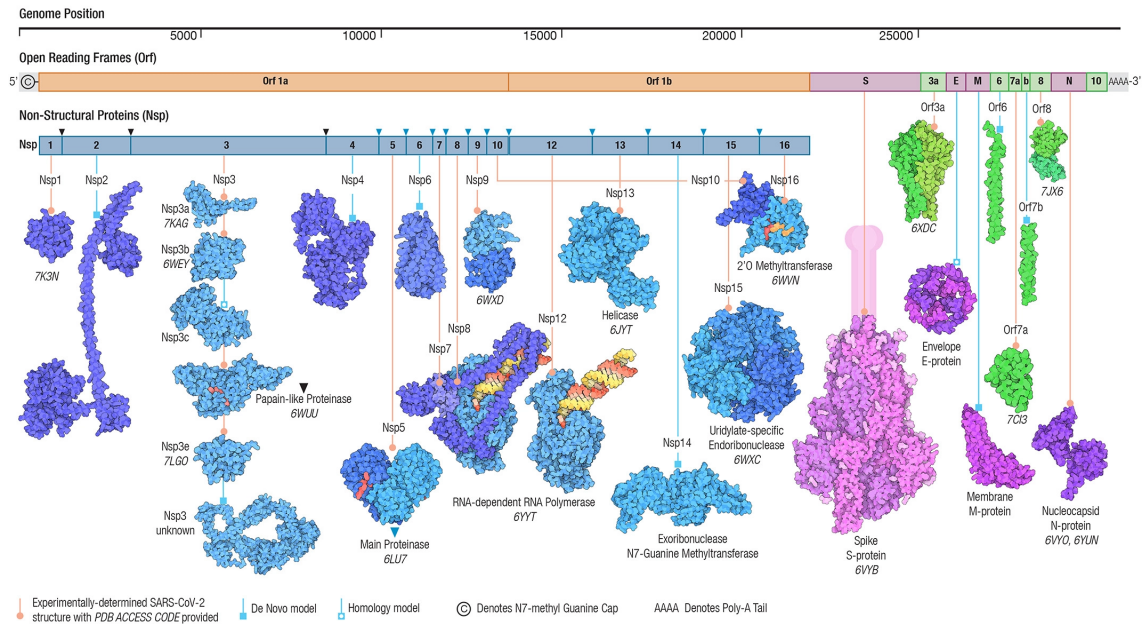 Genome Position
5000 10000 15000 20000 25000
Open Reading Frames (Orf)
5' C Orf 1a Orf 1b S 3a E M 6 7a b 8 N 10 AAAA-3'
Non-Structural Proteins (Nsp)
Nsp 1 2 3 4 5 6 7 8 9 10 12 13 14 15 16
Nsp1
7K3N
Nsp2
Nsp3
Nsp3a
7KAG
Nsp3b
6WEY
Nsp3c
Papain-like Proteinase
6WUU
Nsp3e
7LGO
Nsp3
unknown
Nsp4
Nsp5
Main Proteinase
6LU7
Nsp6
Nsp7
Nsp8
Nsp12
RNA-dependent RNA Polymerase
6YYT
Nsp9
6WXD
Nsp13
Helicase
6JYT
Nsp14
Exoribonuclease
N7-Guanine Methyltransferase
Nsp10
Nsp16
2'O Methyltransferase
6WVN
Nsp15
Uridylate-specific
Endoribonuclease
6WXC
Spike
S-protein
6VYB
Orf3a
6XDC
Envelope
E-protein
Membrane
M-protein
Orf6
Orf7a
7CI3
Orf7b
Orf8
7JX6
Nucleocapsid
N-protein
6VYO, 6YUN
Experimentally-determined SARS-CoV-2
structure with PDB ACCESS CODE provided
De Novo model
Homology model
C Denotes N7-methyl Guanine Cap
AAAA Denotes Poly-A Tail